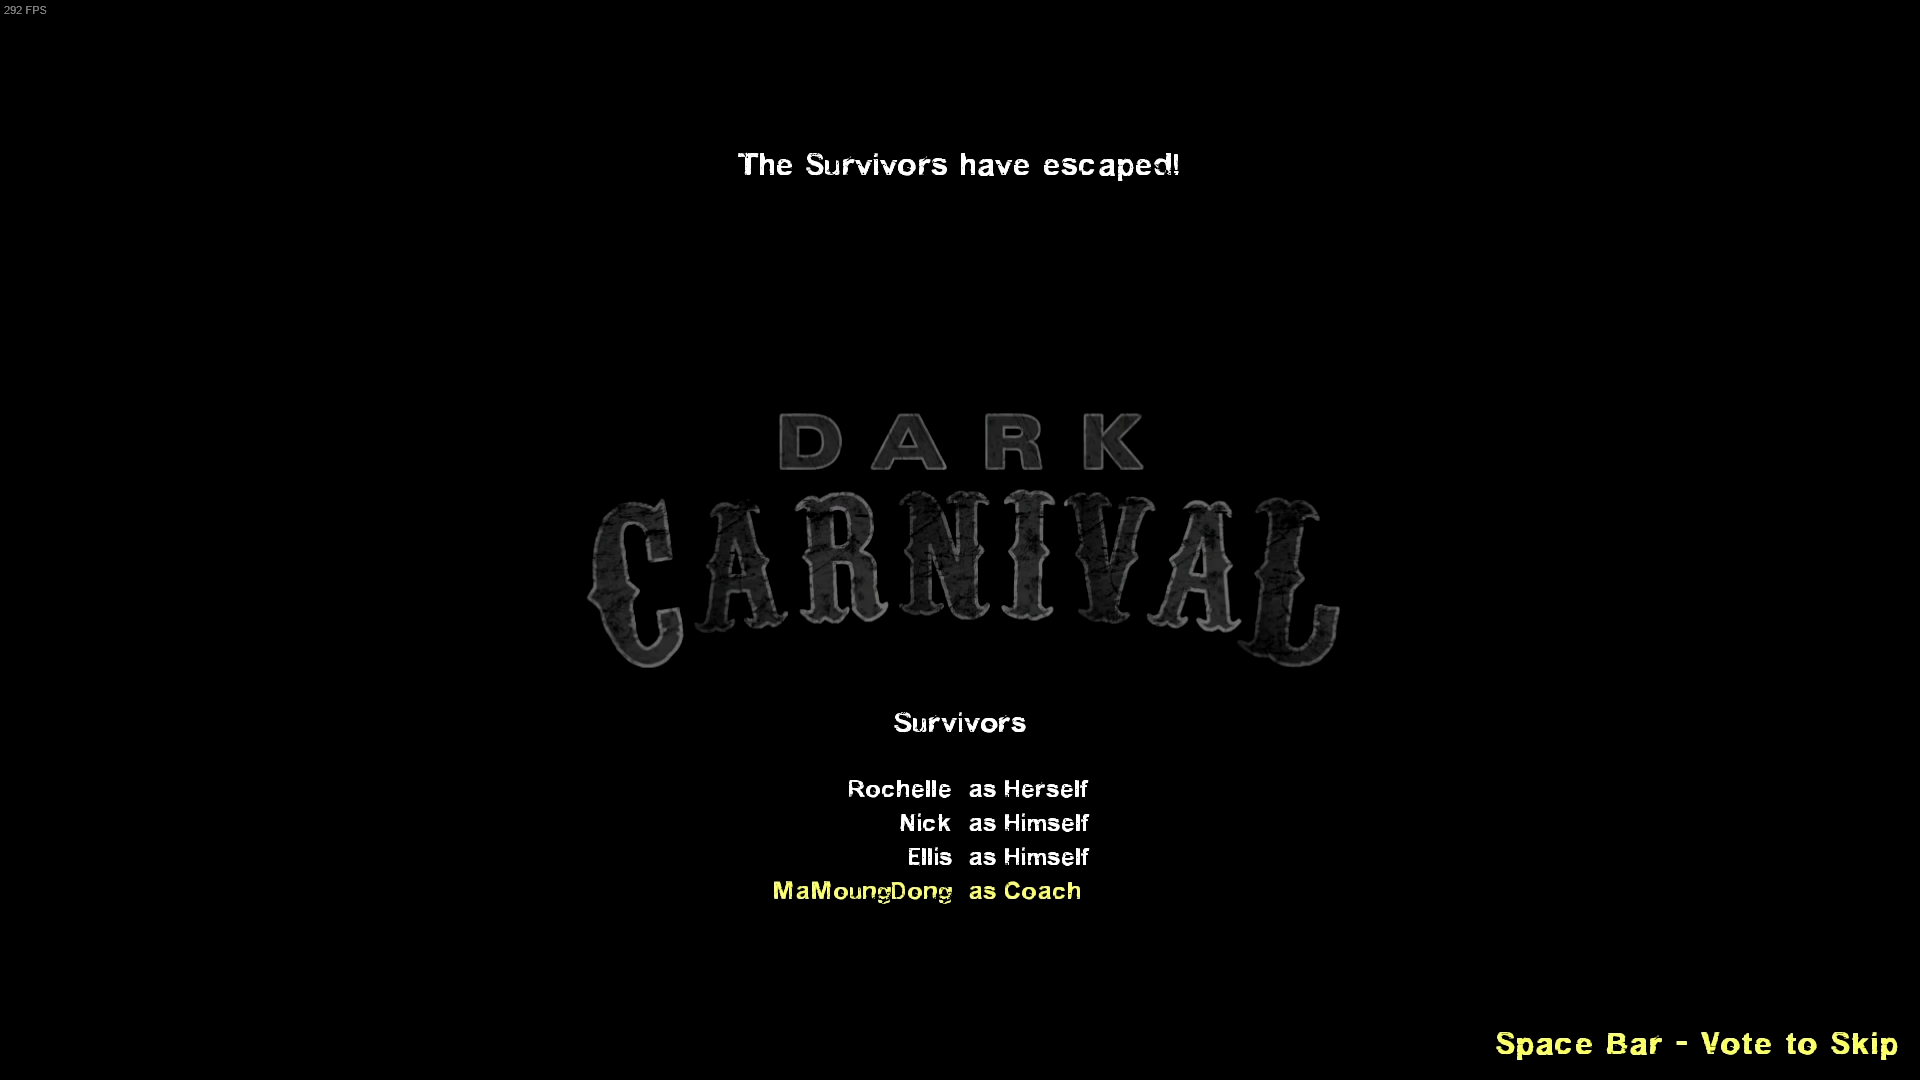 292 FPS
The Survivors have escaped!
DARK
CARNIVAL
Survivors
Rochelle as Herself
Nick as Himself
Ellis as Himself
MaMoungDong as Coach
Space Bar - Vote to Skip